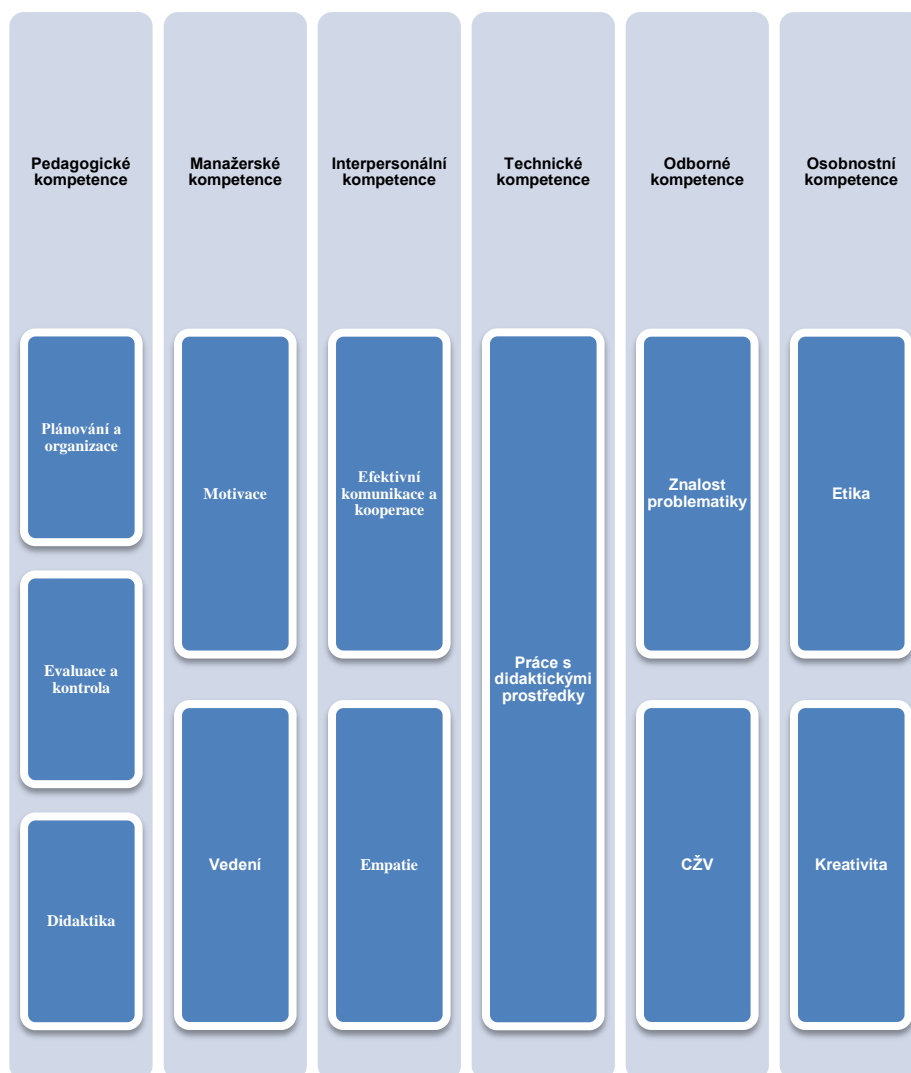 Pedagogické
kompetence
Plánování a
organizace
Evaluace a
kontrola
Didaktika
Manažerské
kompetence
Motivace
Vedení
Interpersonální
kompetence
Efektivní
komunikace a
kooperace
Empatie
Technické
kompetence
Práce s
didaktickými
prostředky
Odborné
kompetence
Znalost
problematiky
CŽV
Osobnostní
kompetence
Etika
Kreativita